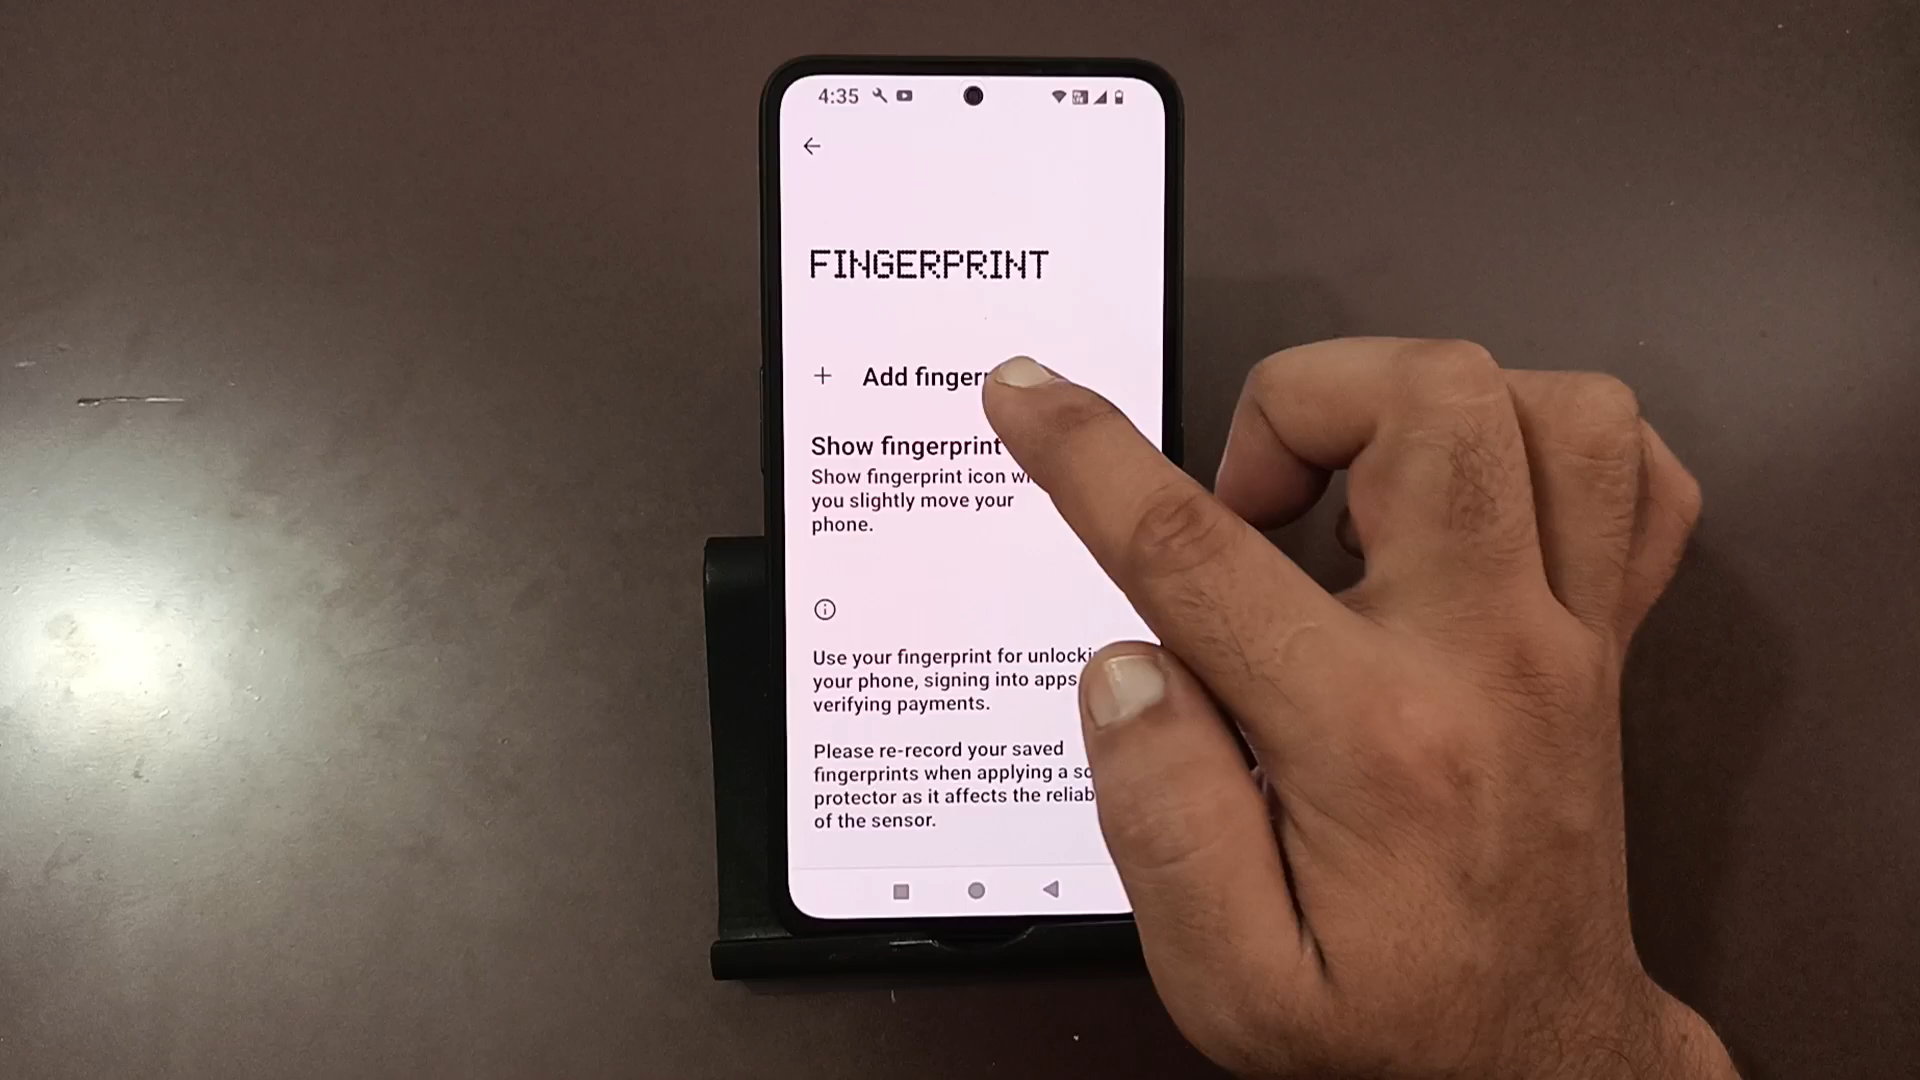 4:35
FINGERPRINT
Add
Show fingerprint
Show fingerprint icon
you slightly move your
phone.
Use your fingerprint for
your phone, signing into apps
verifying payments.
Please re-record your saved
fingerprints when applying a
protector as it affects the
of the sensor.